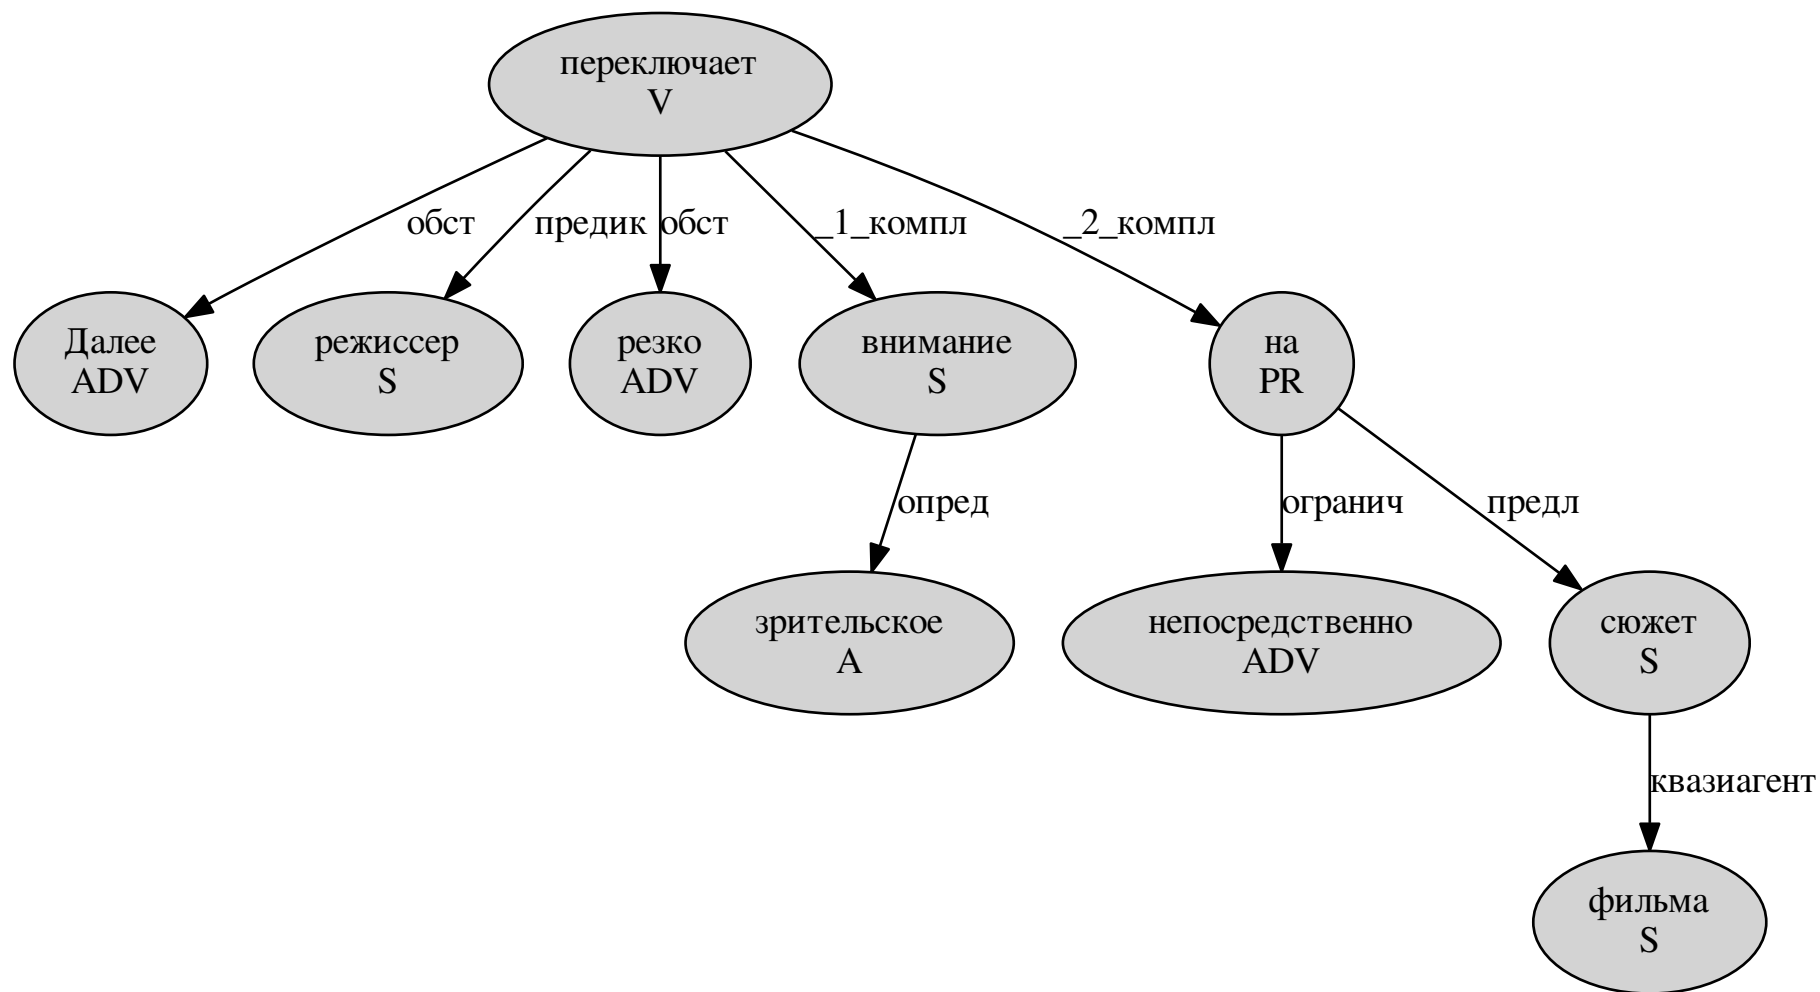 переключает
V
обст
предик
обст
_1_компл
_2_компл
Далее
ADV
режиссер
S
резко
ADV
внимание
S
на
PR
опред
огранич
предл
зрительское
A
непосредственно
ADV
сюжет
S
квазиагент
фильма
S